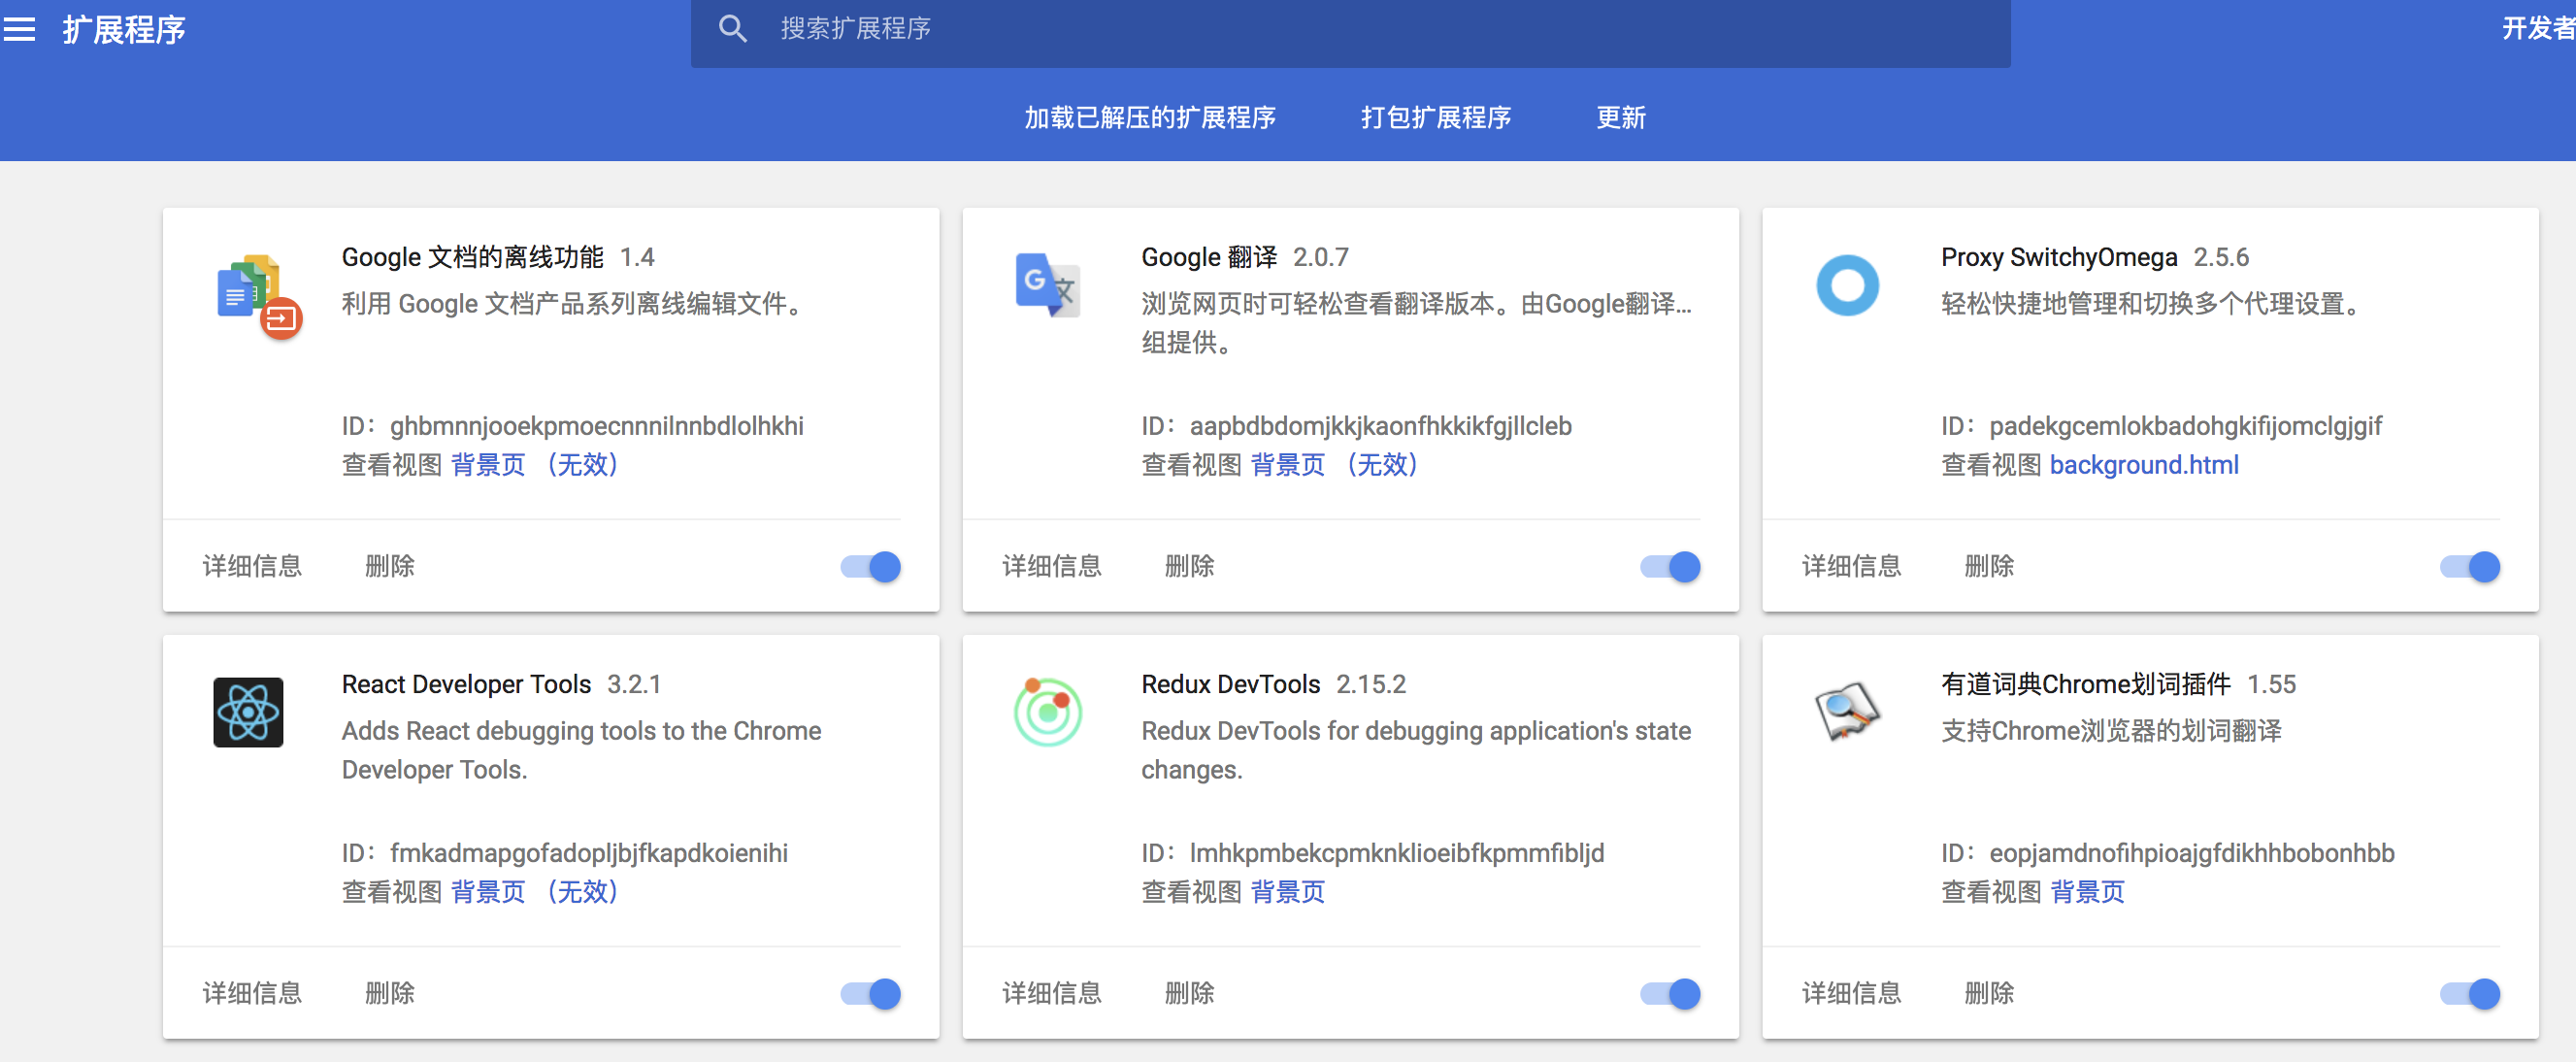 扩展程序
搜索扩展程序
开发者
加载已解压的扩展程序 打包扩展程序 更新
Google 文档的离线功能 1.4
利用 Google 文档产品系列离线编辑文件。
ID：ghbmnnjooekpmoecnnnilnnbdlolhkhi
查看视图 背景页 （无效）
详细信息 删除
Google 翻译 2.0.7
浏览网页时可轻松查看翻译版本。由Google翻译...
组提供。
ID：aapbdbdomjkkjkaonfhkkikfgjllcleb
查看视图 背景页 （无效）
详细信息 删除
Proxy SwitchyOmega 2.5.6
轻松快捷地管理和切换多个代理设置。
ID：padekgcemlokbadohgkifijomclgjgif
查看视图 background.html
详细信息 删除
React Developer Tools 3.2.1
Adds React debugging tools to the Chrome
Developer Tools.
ID：fmkadmapgofadopljbjfkapdkoienihi
查看视图 背景页 （无效）
详细信息 删除
Redux DevTools 2.15.2
Redux DevTools for debugging application's state
changes.
ID：lmhkpmbekcpmknklioeibfkpmmfibljd
查看视图 背景页
详细信息 删除
有道词典Chrome划词插件 1.55
支持Chrome浏览器的划词翻译
ID：eopjamdnofihpioajgfdikhhbobonhbb
查看视图 背景页
详细信息 删除